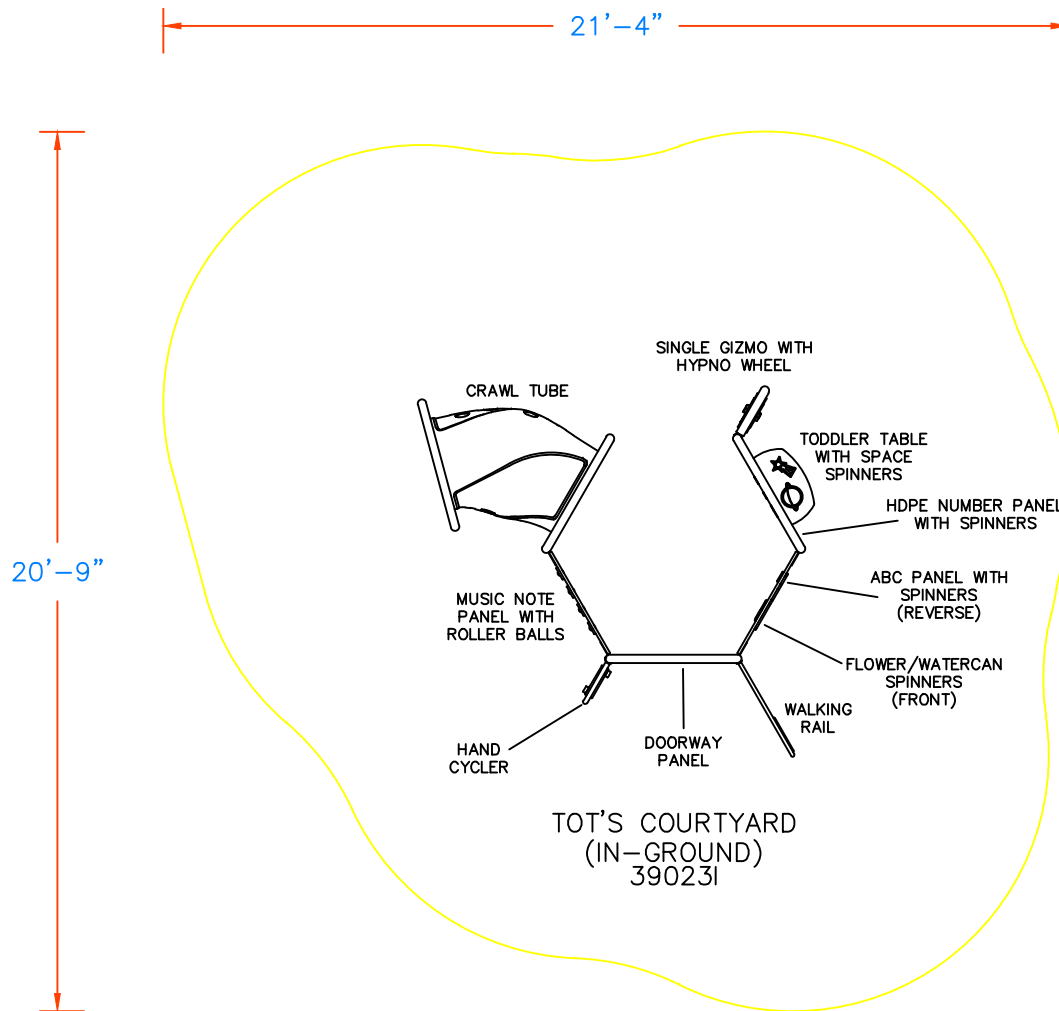 21'-4"
SINGLE GIZMO WITH
HYPNO WHEEL
CRAWL TUBE
TODDLER TABLE
WITH SPACE
SPINNERS
HDPE NUMBER PANEL
WITH SPINNERS
20'-9"
ABC PANEL WITH
SPINNERS
(REVERSE)
MUSIC NOTE
PANEL WITH
ROLLER BALLS
FLOWER/WATERCAN
SPINNERS
(FRONT)
WALKING
RAIL
DOORWAY
PANEL
HAND
CYCLER
TOT'S COURTYARD
(IN-GROUND)
39023I